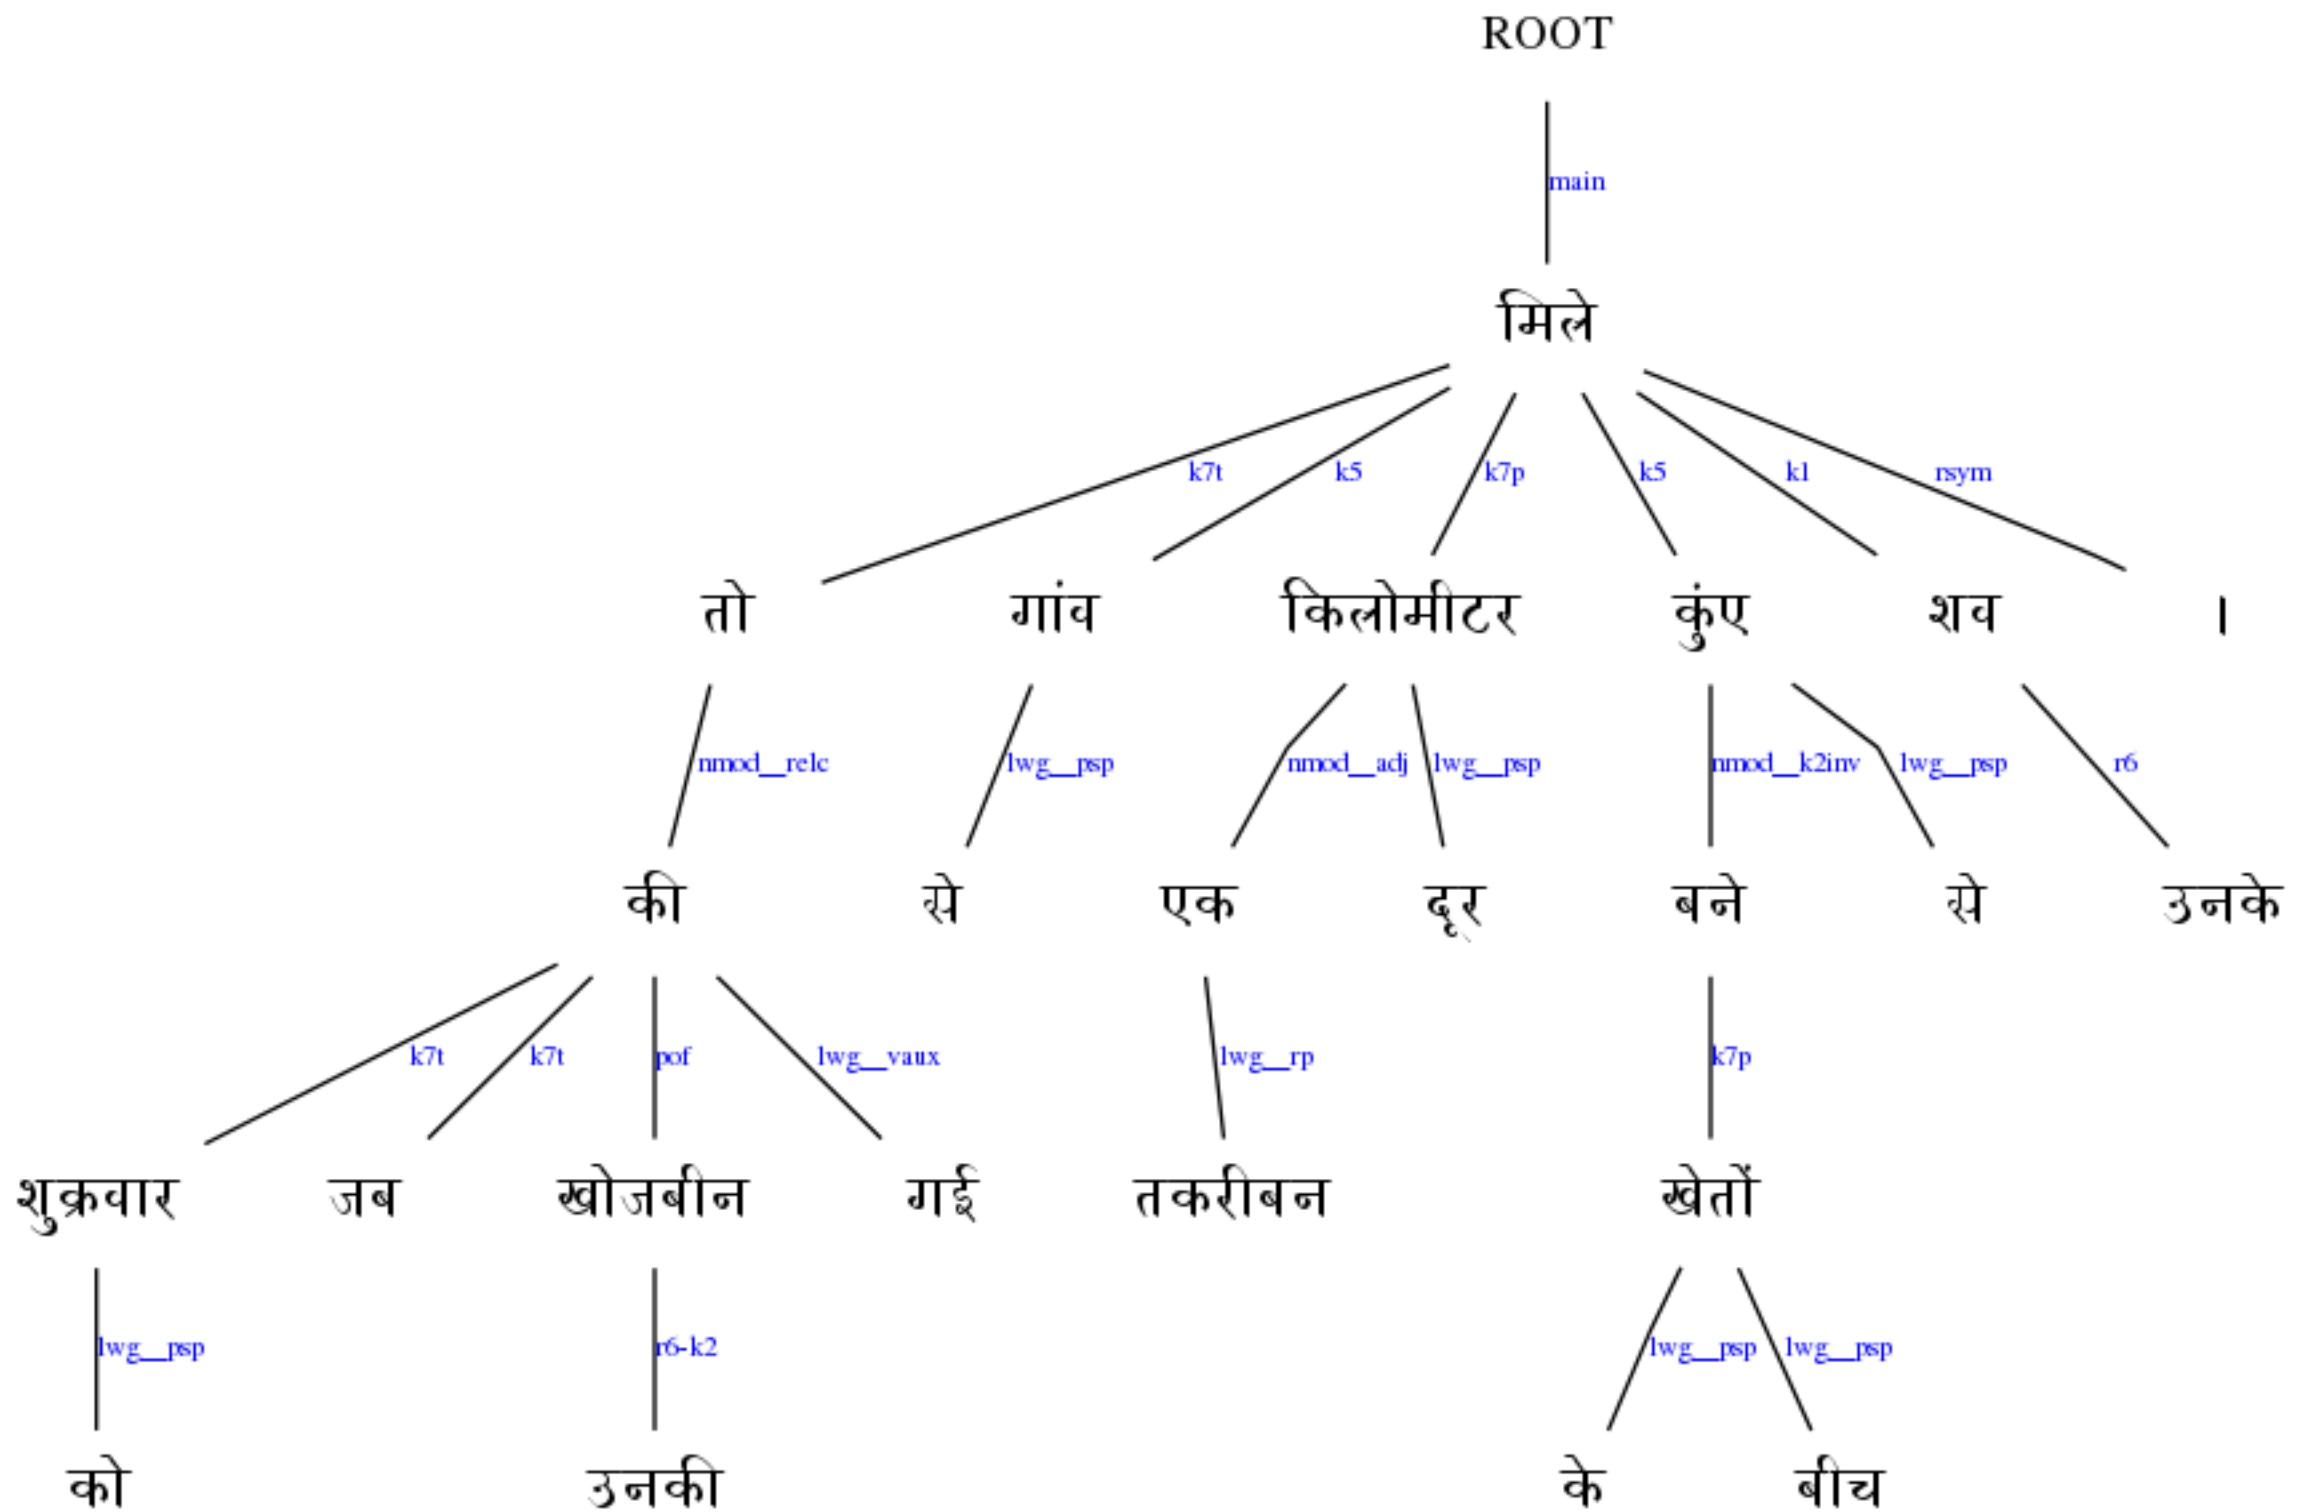 ROOT
main
मिले
k7t k5 k7p k5 k1 rsym
तो गांव किलोमीटर कुंए शव ।
nmod__relc lwg__psp nmod__adj lwg__psp nmod__k2inv lwg__psp r6
की से एक दूर बने से उनके
k7t k7t pof lwg__vaux lwg__rp k7p
शुक्रवार जब खोजबीन गई तकरीबन खेतों
lwg__psp r6-k2 lwg__psp lwg__psp
को उनकी के बीच